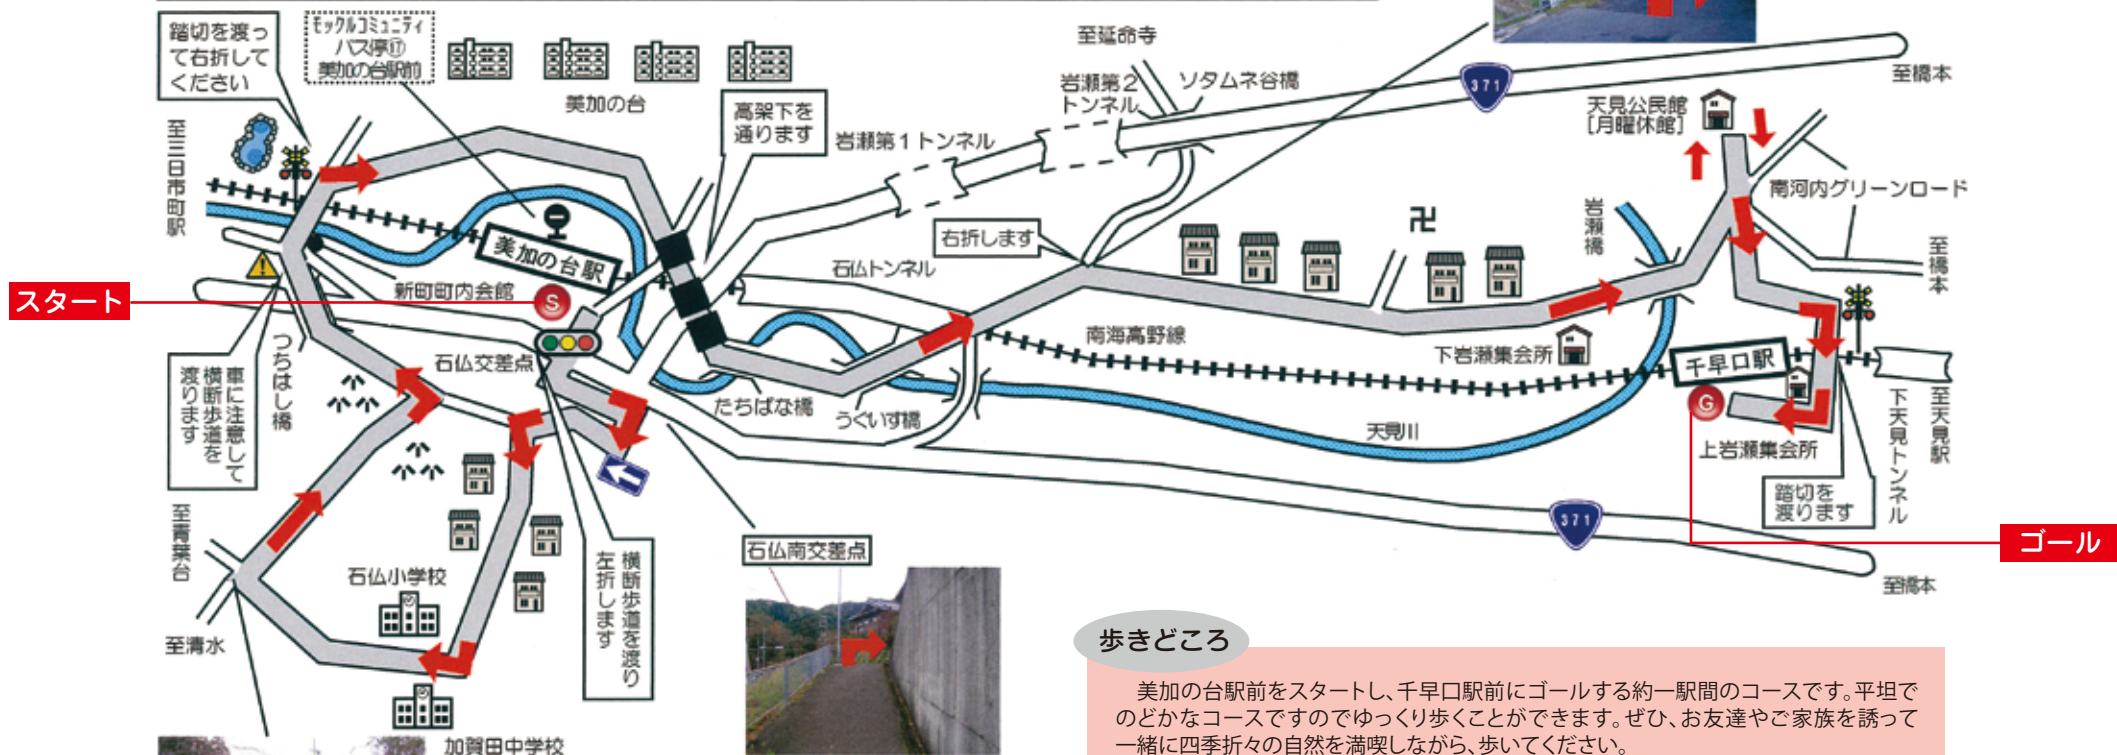 踏切を渡っ
て右折して
ください
モックルコミュニティ
バス停⑰
美加の台駅前
美加の台
高架下を
通ります
岩瀬第1トンネル
至延命寺
岩瀬第2
トンネル
ソタムネ谷橋
371
至橋本
天見公民館
[月曜休館]
南河内グリーンロード
至橋本
至三日市町駅
美加の台駅
右折します
石仏トンネル
卍
岩瀬橋
スタート
新町町内会館
S
つちはし橋
石仏交差点
南海高野線
下岩瀬集会所
千早口駅
G
上岩瀬集会所
下天見トンネル
至天見駅
車に注意して
横断歩道を
渡ります
たちばな橋
うぐいす橋
天見川
踏切を
渡ります
371
ゴール
至橋本
至青葉台
至清水
石仏小学校
加賀田中学校
横断歩道を渡り
左折します
石仏南交差点
歩きどころ
美加の台駅前をスタートし、千早口駅前にゴールする約一駅間のコースです。平坦で
のどかなコースですのでゆっくり歩くことができます。ぜひ、お友達やご家族を誘って
一緒に四季折々の自然を満喫しながら、歩いてください。